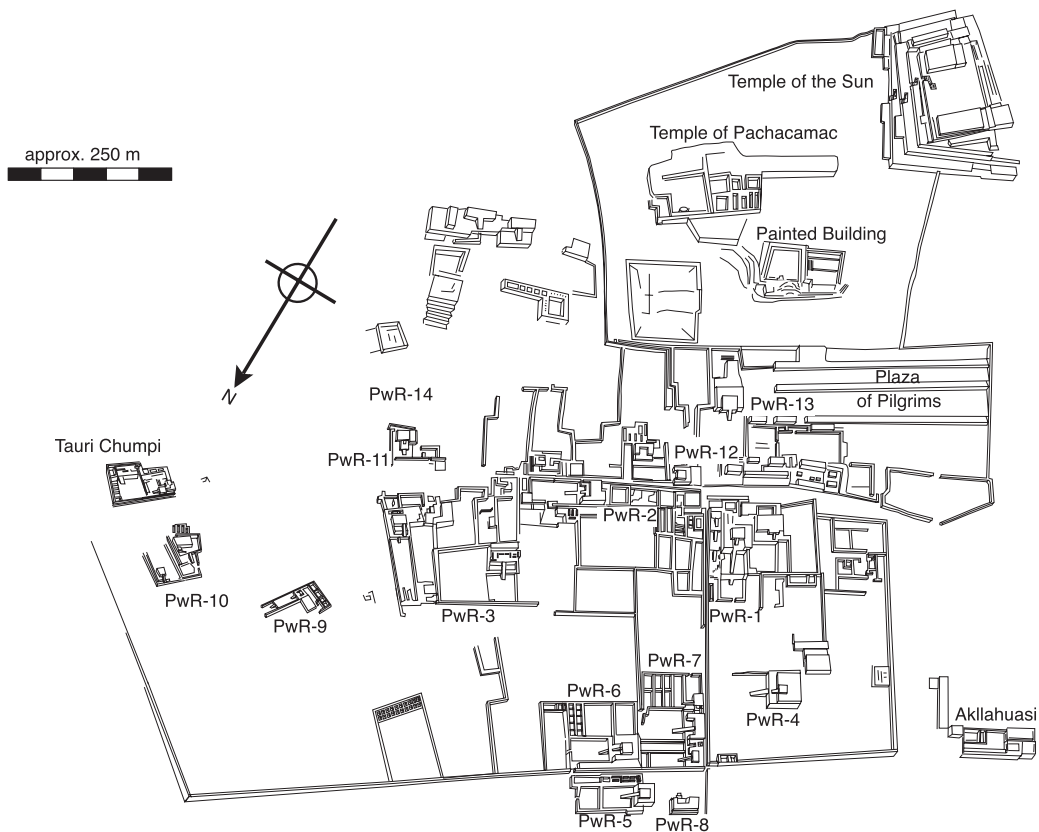 Temple of the Sun
Temple of Pachacamac
approx. 250 m
Painted Building
N
Plaza
of Pilgrims
PwR-14
PwR-13
Tauri Chumpi
PwR-11
PwR-12
PwR-2
PwR-10
PwR-9
PwR-3
PwR-1
PwR-7
PwR-6
PwR-4
Akllahuasi
PwR-5
PwR-8